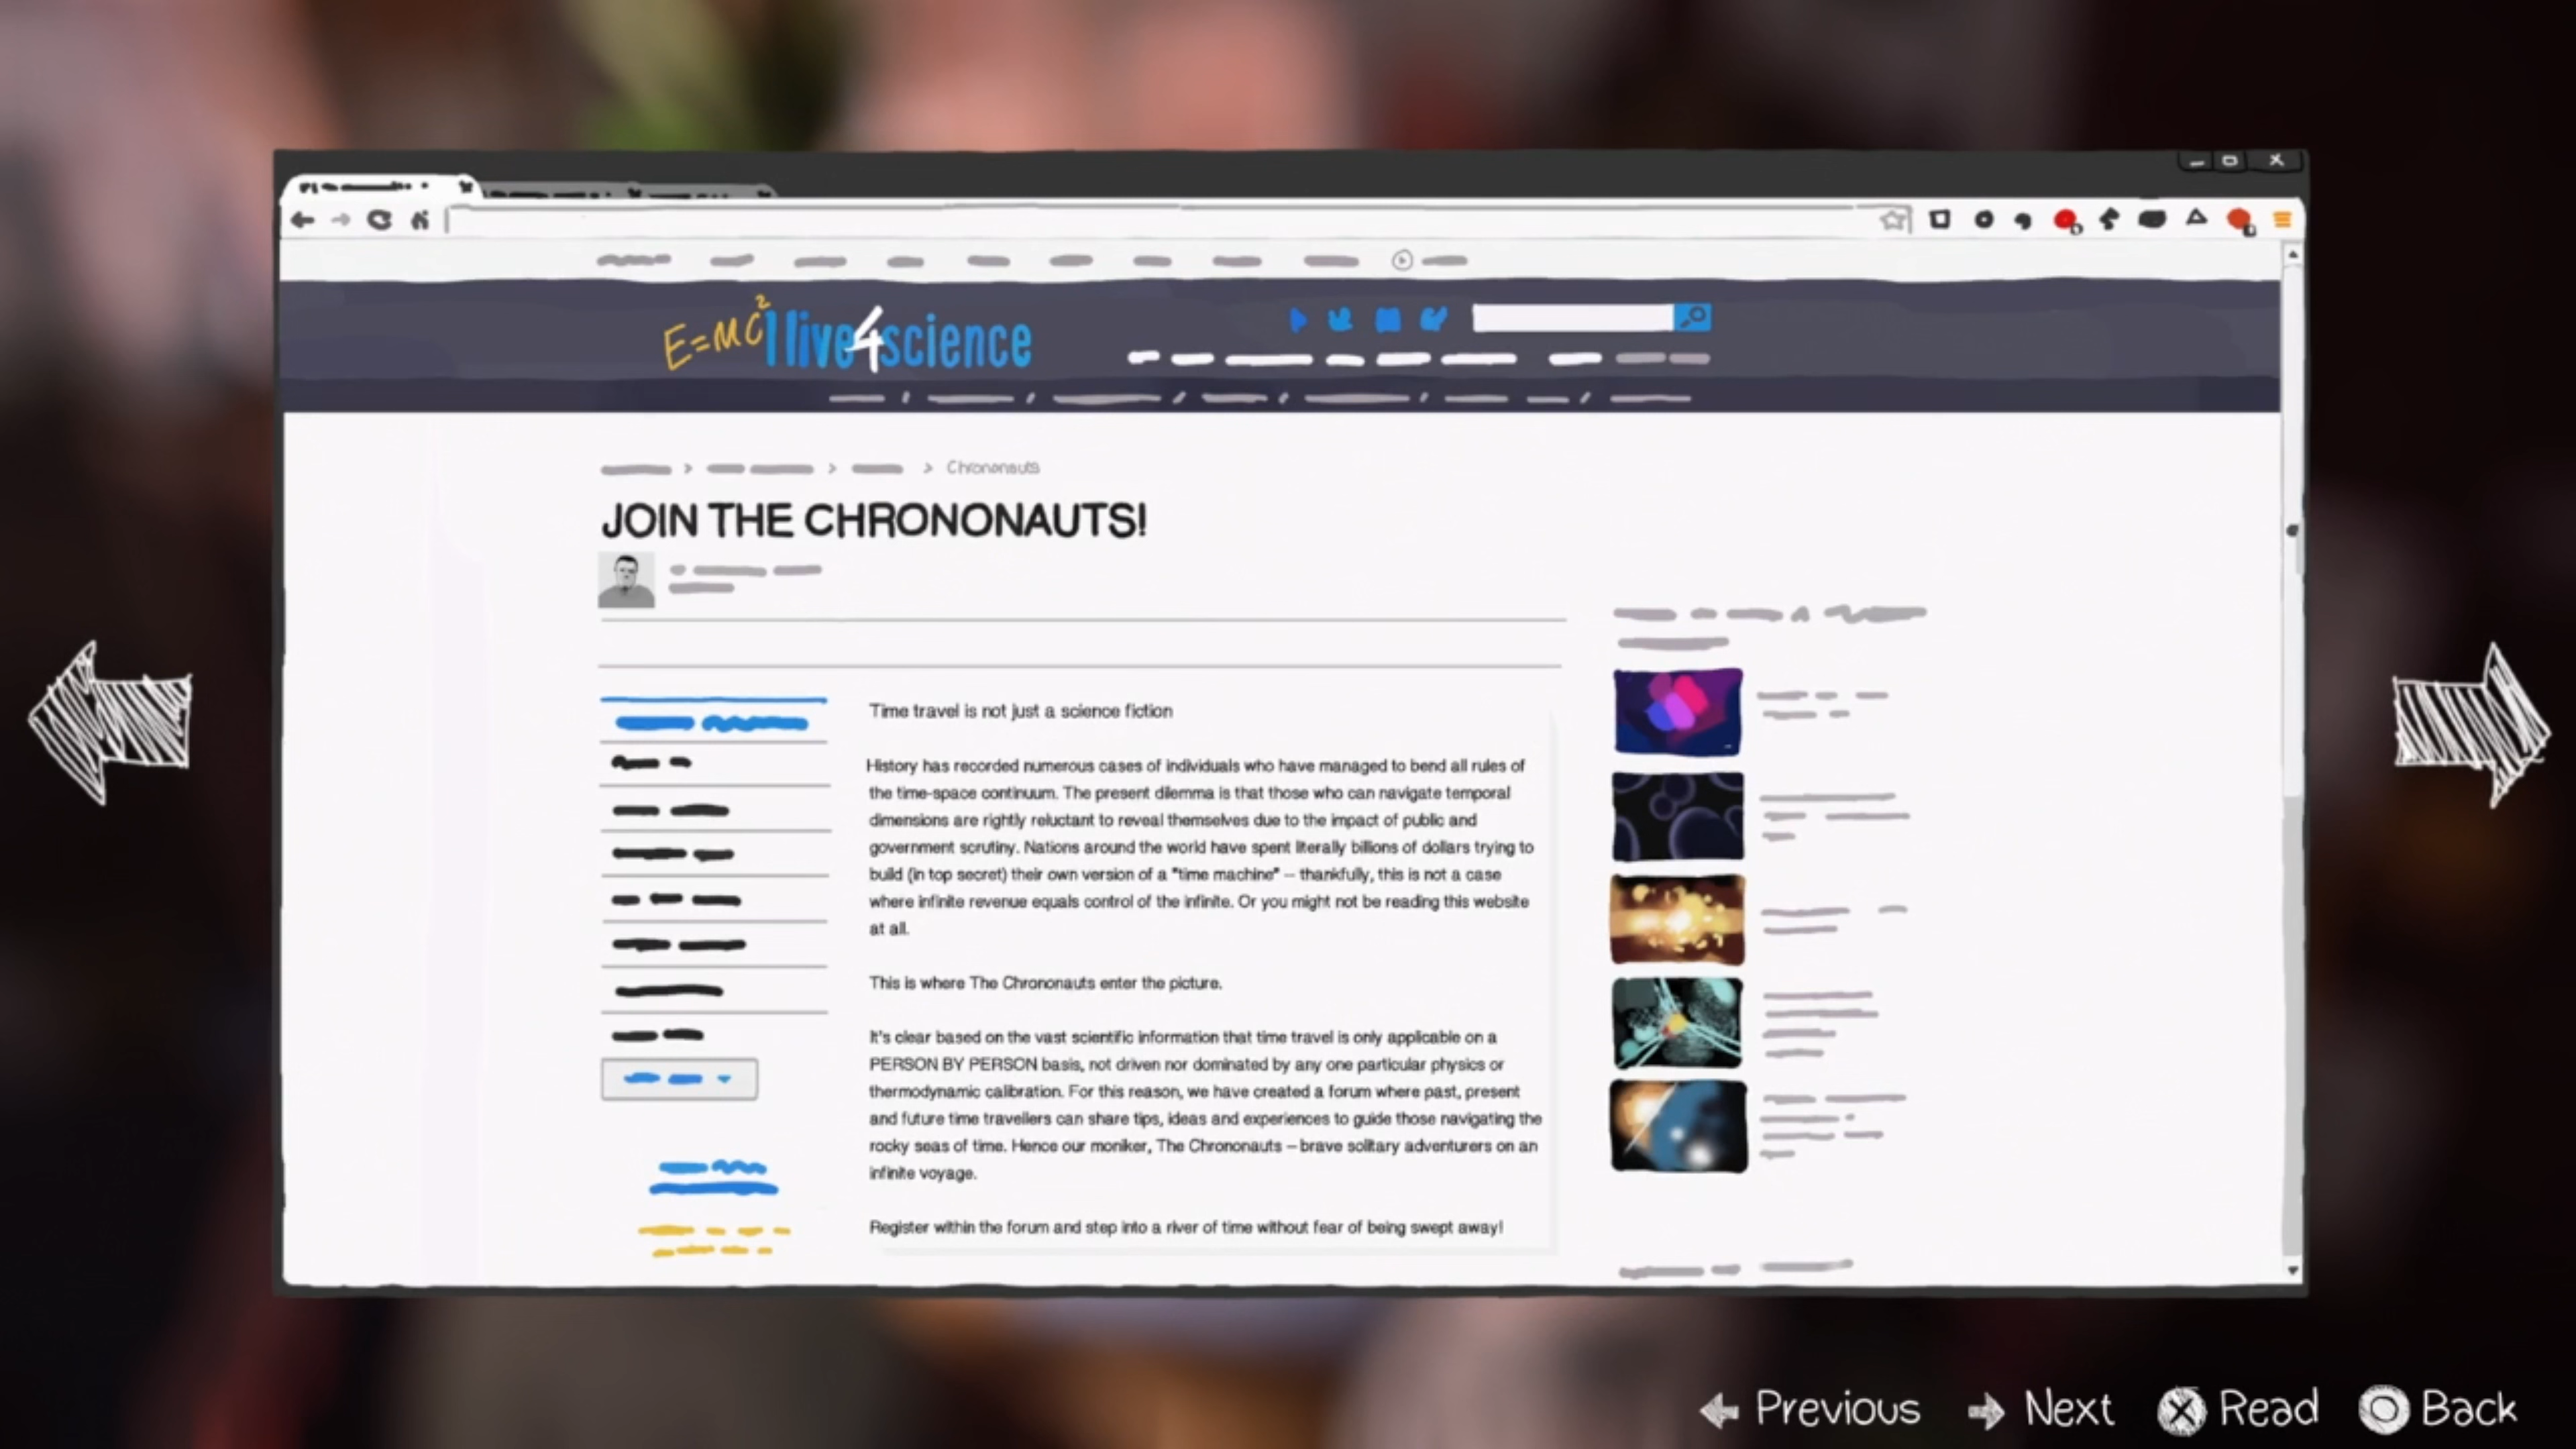 E=MC²
I live4science
Chrononauts
JOIN THE CHRONONAUTS!
Time travel is not just a science fiction
History has recorded numerous cases of individuals who have managed to bend all rules of
the time-space continuum. The present dilemma is that those who can navigate temporal
dimensions are rightly reluctant to reveal themselves due to the impact of public and
government scrutiny. Nations around the world have spent literally billions of dollars trying to
build (in top secret) their own version of a "time machine" – thankfully, this is not a case
where infinite revenue equals control of the infinite. Or you might not be reading this website
at all.
This is where The Chrononauts enter the picture.
It's clear based on the vast scientific information that time travel is only applicable on a
PERSON BY PERSON basis, not driven nor dominated by any one particular physics or
thermodynamic calibration. For this reason, we have created a forum where past, present
and future time travellers can share tips, ideas and experiences to guide those navigating the
rocky seas of time. Hence our moniker, The Chrononauts – brave solitary adventurers on an
infinite voyage.
Register within the forum and step into a river of time without fear of being swept away!
Previous Next Read Back